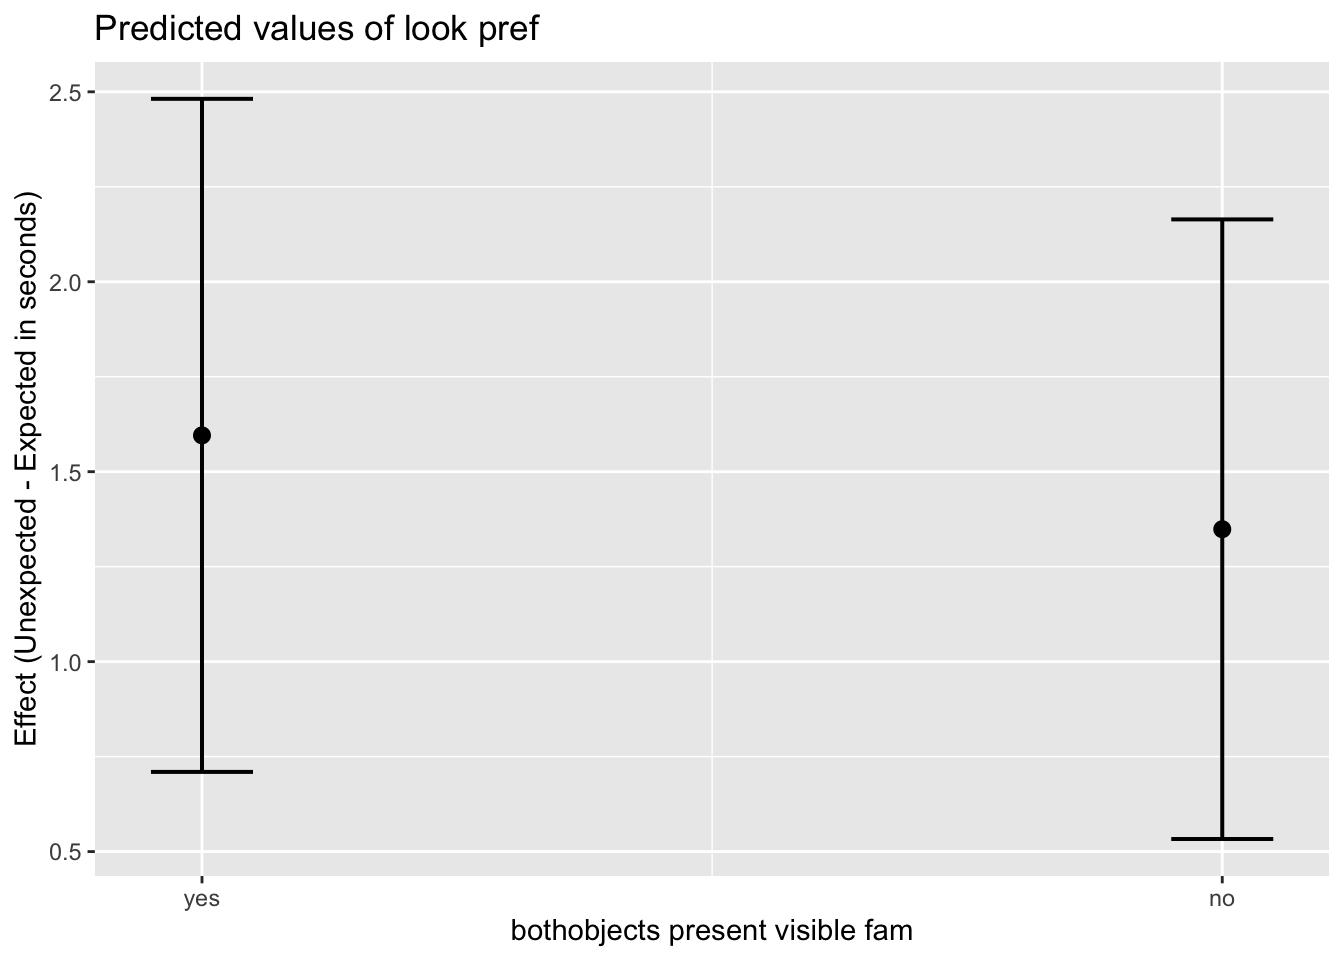 Predicted values of look pref
Effect (Unexpected - Expected in seconds)
2.5
2.0
1.5
1.0
0.5
yes
no
bothobjects present visible fam